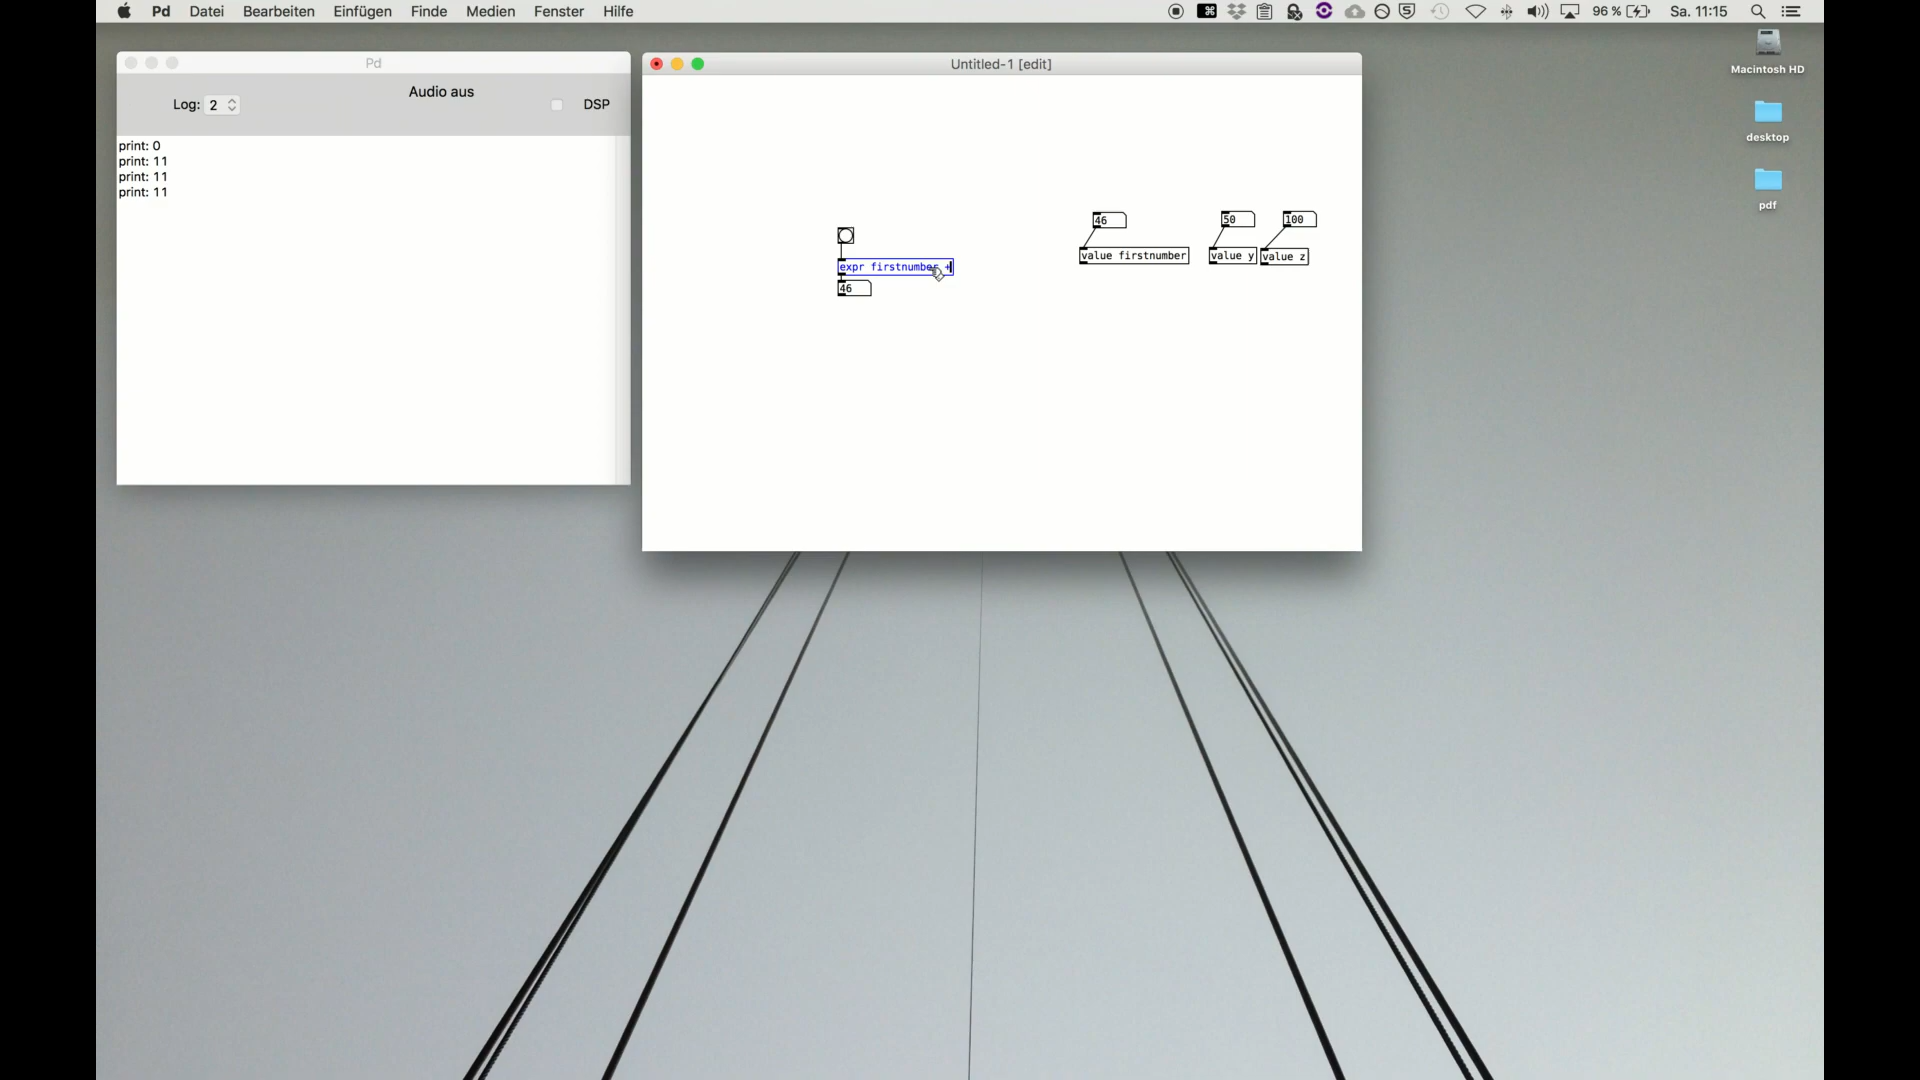 Pd Datei Bearbeiten Einfügen Finde Medien Fenster Hilfe 96 % Sa. 11:15
Macintosh HD
desktop
pdf
Pd
Audio aus
Log: 2 DSP
print: 0
print: 11
print: 11
print: 11
Untitled-1 [edit]
46 50 100
value firstnumber value y value z
expr firstnumber +
46